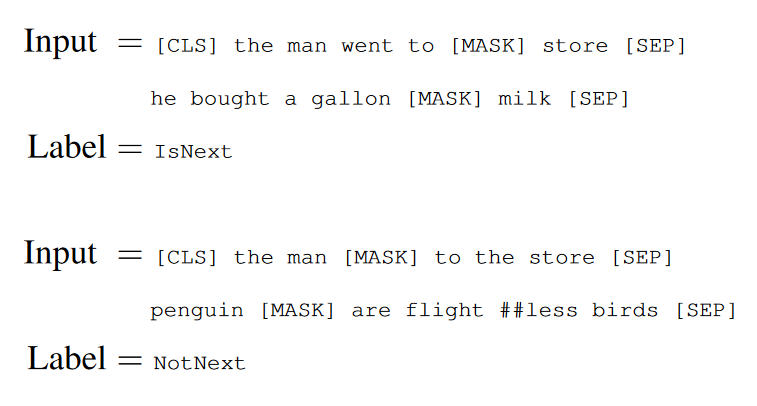 Input = [CLS] the man went to [MASK] store [SEP]
he bought a gallon [MASK] milk [SEP]
Label = IsNext
Input = [CLS] the man [MASK] to the store [SEP]
penguin [MASK] are flight ##less birds [SEP]
Label = NotNext